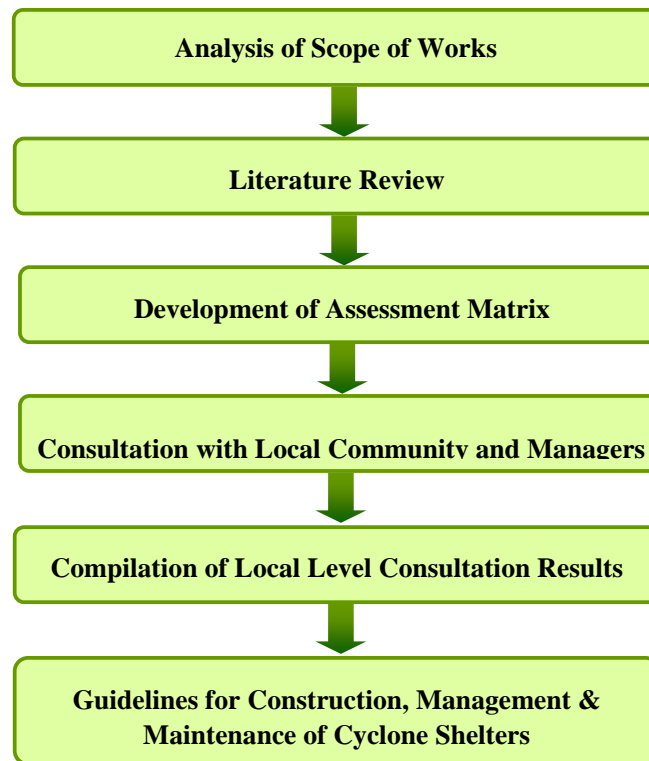 Analysis of Scope of Works
Literature Review
Development of Assessment Matrix
Consultation with Local Community and Managers
Compilation of Local Level Consultation Results
Guidelines for Construction, Management &
Maintenance of Cyclone Shelters